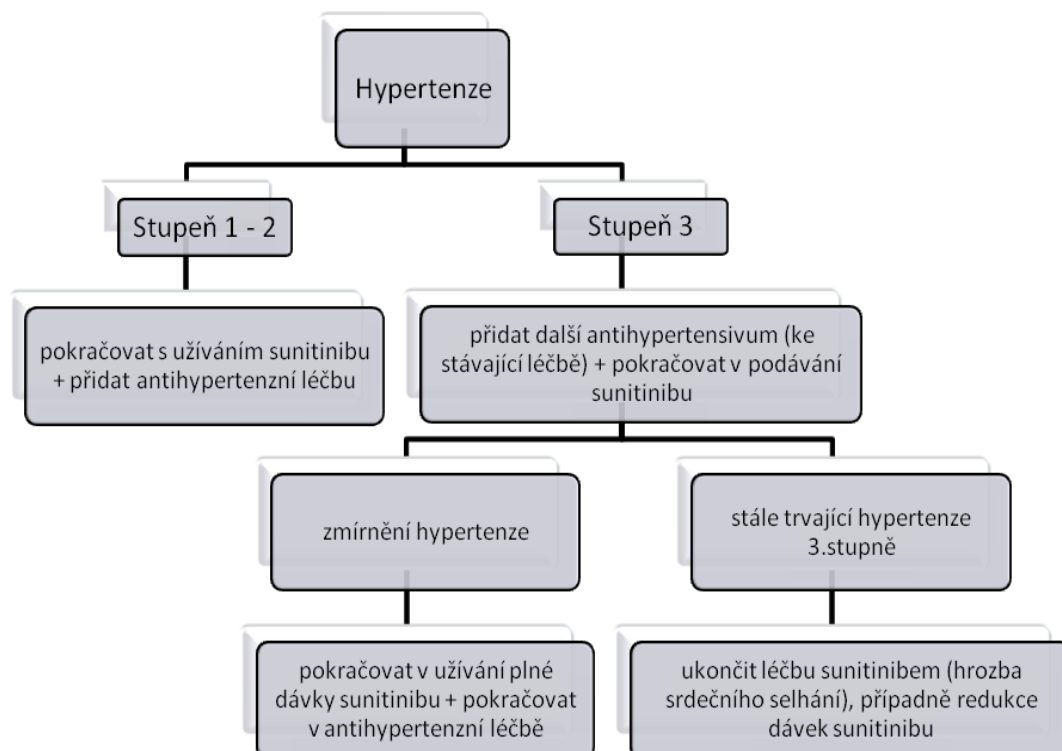 Hypertenze
Stupeň 1 - 2
Stupeň 3
pokračovat s užíváním sunitinibu
+ přidat antihypertenzní léčbu
přidat další antihypertensivum (ke
stávající léčbě) + pokračovat v podávání
sunitinibu
zmírnění hypertenze
stále trvající hypertenze
3.stupně
pokračovat v užívání plné
dávky sunitinibu + pokračovat
v antihypertenzní léčbě
ukončit léčbu sunitinibem (hrozba
srdečního selhání), případně redukce
dávek sunitinibu